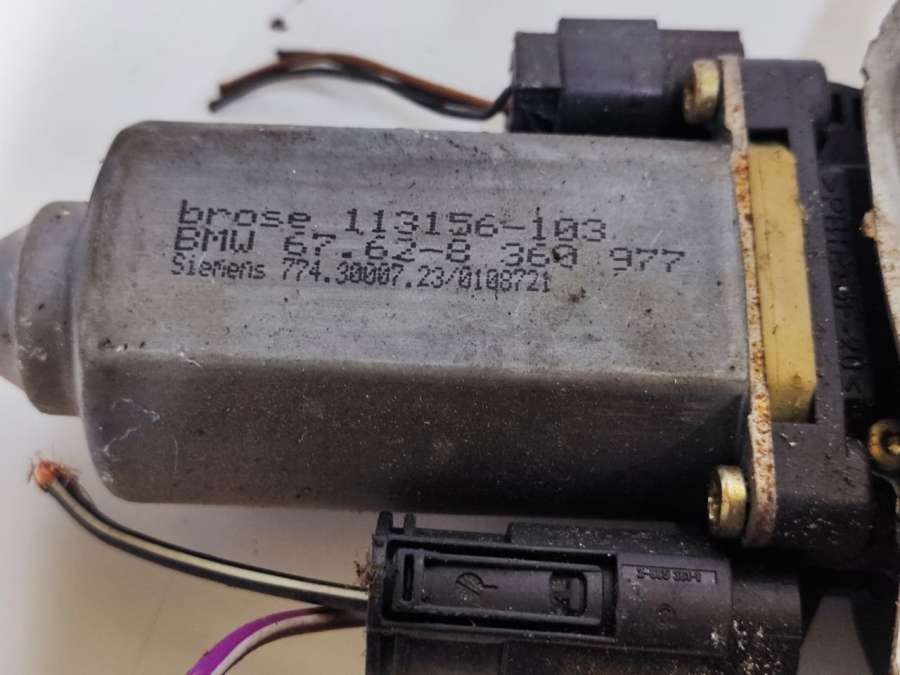 brose 113156-103
BMW 67.62-8 360 977
Siemens 774.30007.23/0108721